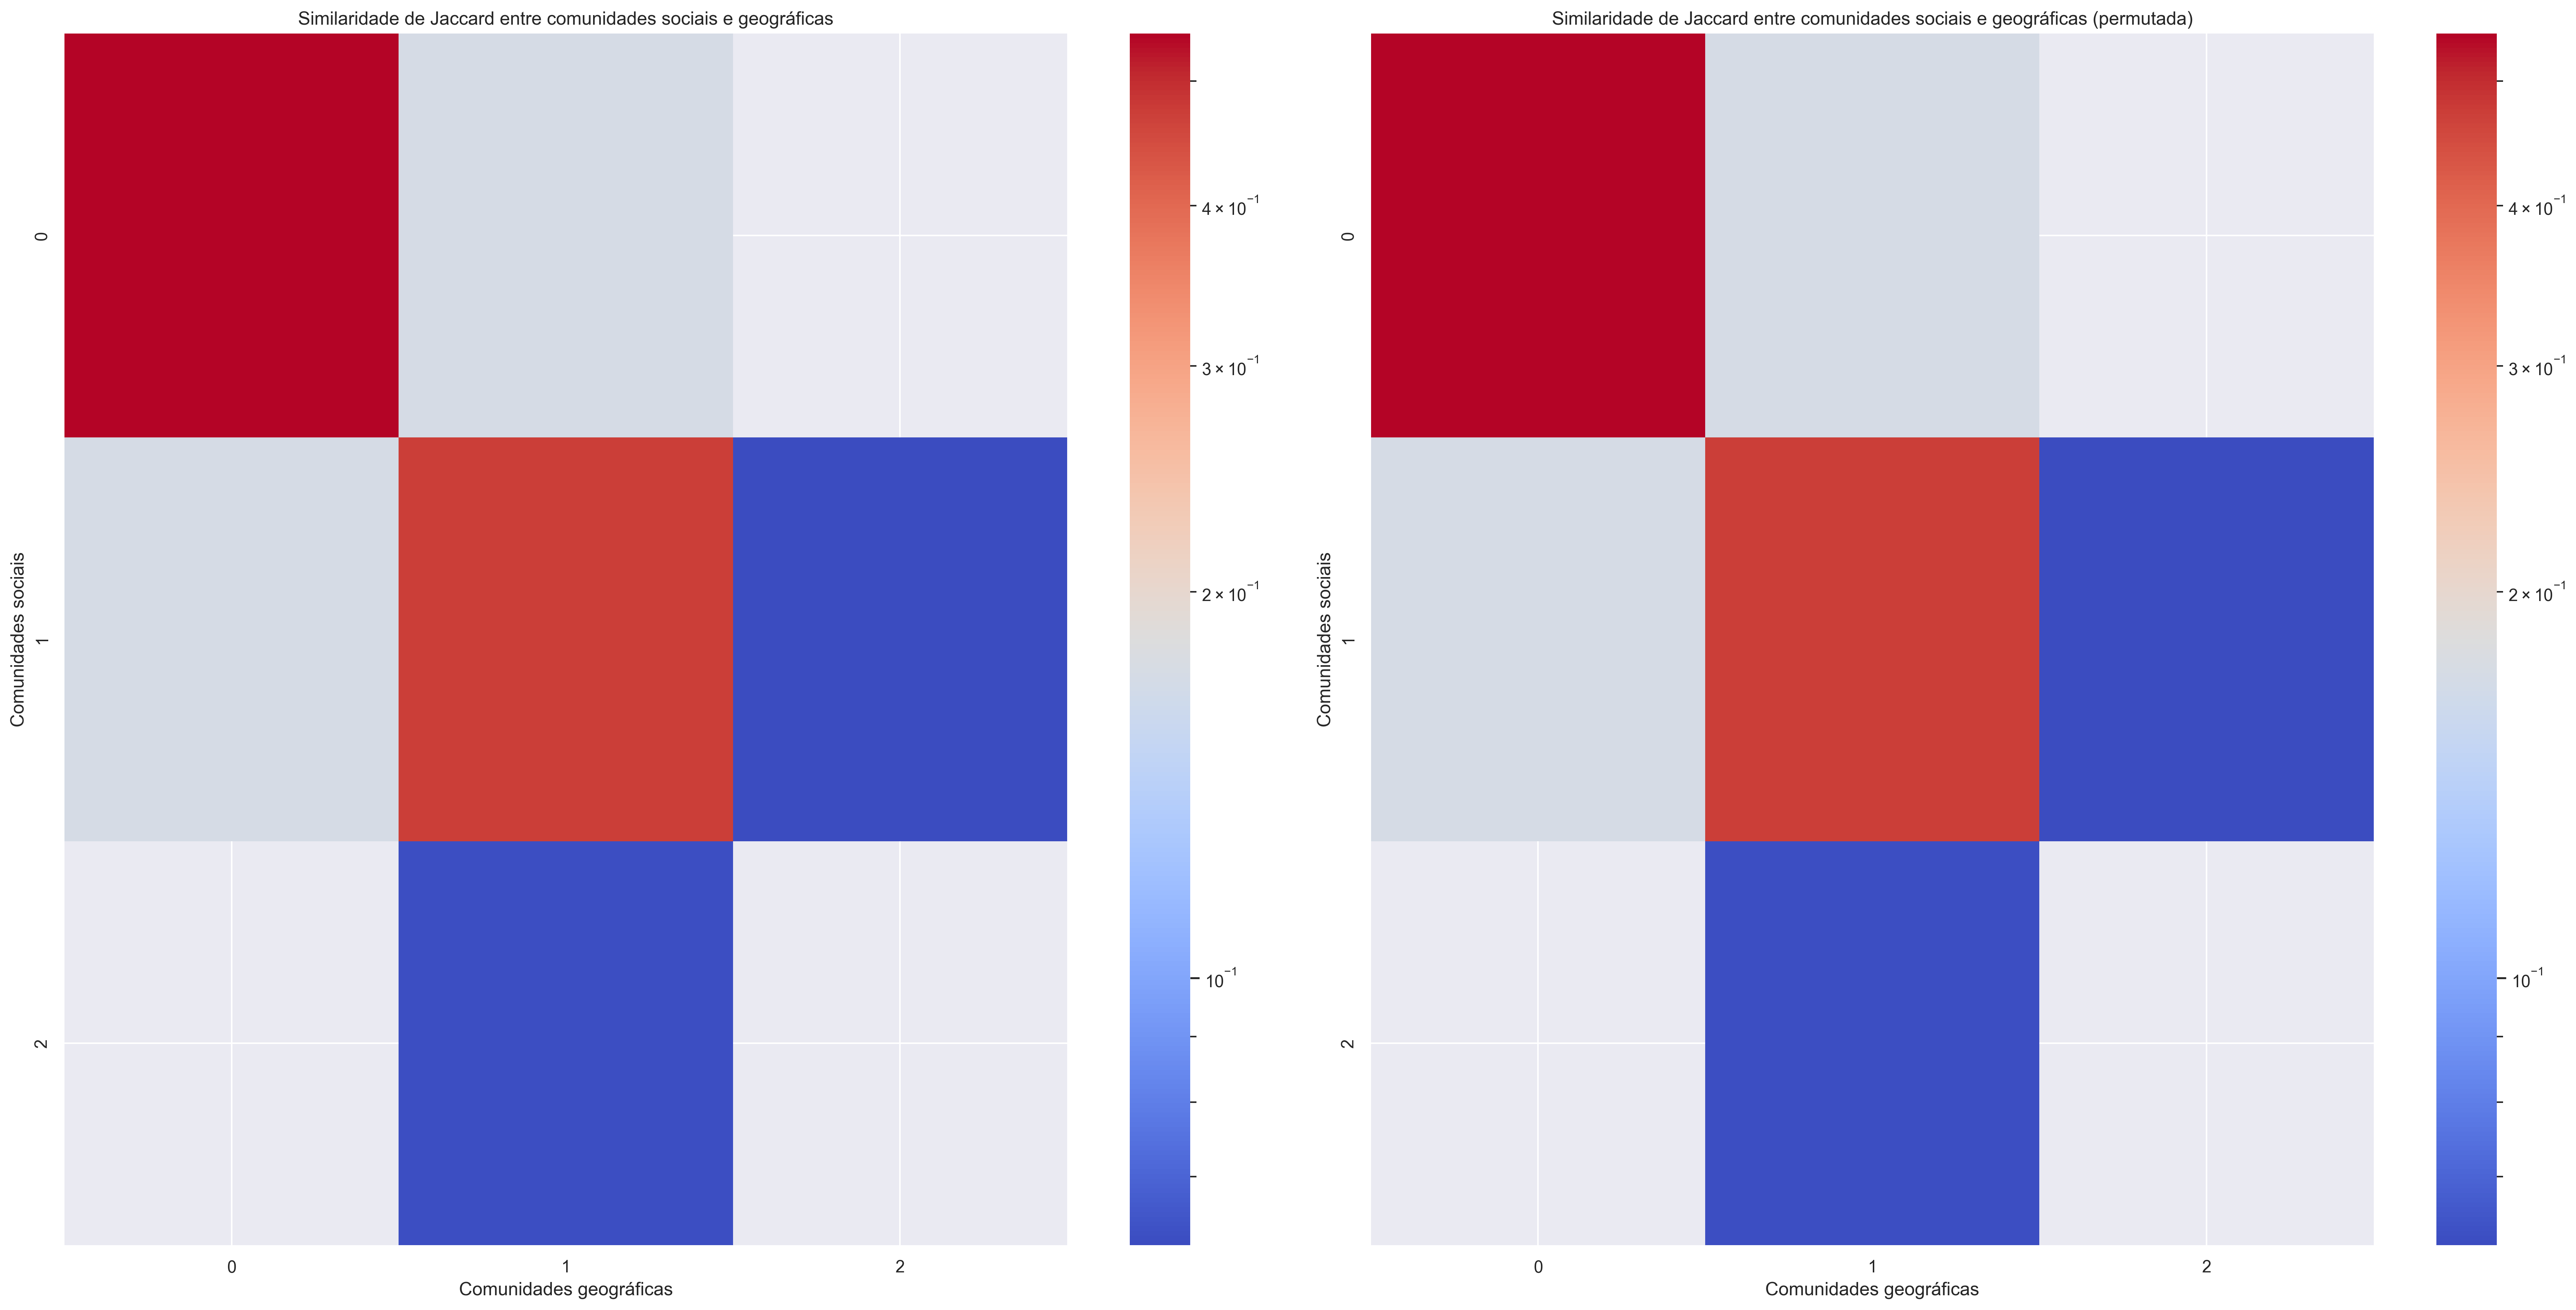 Similaridade de Jaccard entre comunidades sociais e geográficas
Comunidades sociais
0
1
2
0 1 2
Comunidades geográficas
4 × 10⁻¹
3 × 10⁻¹
2 × 10⁻¹
10⁻¹
Similaridade de Jaccard entre comunidades sociais e geográficas (permutada)
Comunidades sociais
0
1
2
0 1 2
Comunidades geográficas
4 × 10⁻¹
3 × 10⁻¹
2 × 10⁻¹
10⁻¹